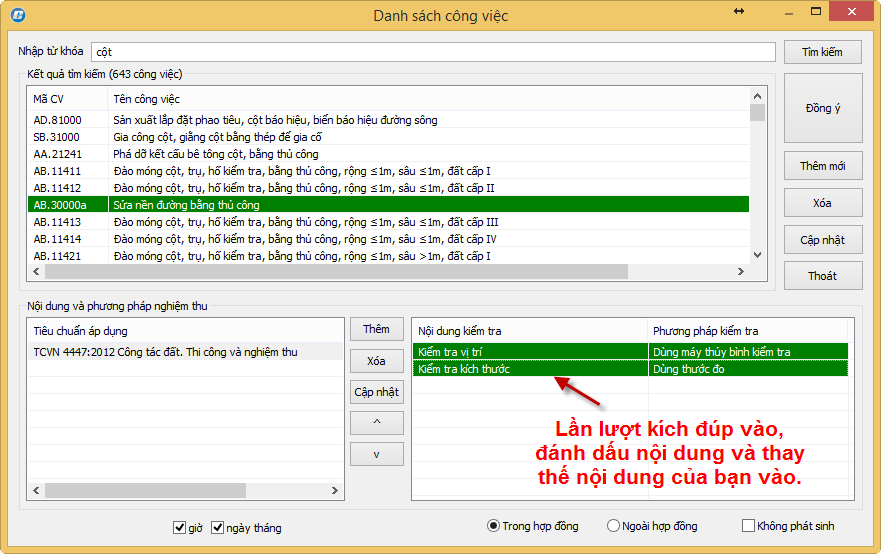 Danh sách công việc
Nhập từ khóa cột Tìm kiếm
Kết quả tìm kiếm (643 công việc)
Mã CV Tên công việc
AD.81000 Sản xuất lắp đặt phao tiêu, cột báo hiệu, biển báo hiệu đường sông
SB.31000 Gia công cột, giằng cột bằng thép để gia cố
AA.21241 Phá dỡ kết cấu bê tông cột, bằng thủ công
AB.11411 Đào móng cột, trụ, hố kiểm tra, bằng thủ công, rộng ≤1m, sâu ≤1m, đất cấp I
AB.11412 Đào móng cột, trụ, hố kiểm tra, bằng thủ công, rộng ≤1m, sâu ≤1m, đất cấp II
AB.30000a Sửa nền đường bằng thủ công
AB.11413 Đào móng cột, trụ, hố kiểm tra, bằng thủ công, rộng ≤1m, sâu ≤1m, đất cấp III
AB.11414 Đào móng cột, trụ, hố kiểm tra, bằng thủ công, rộng ≤1m, sâu ≤1m, đất cấp IV
AB.11421 Đào móng cột, trụ, hố kiểm tra, bằng thủ công, rộng ≤1m, sâu >1m, đất cấp I
Đồng ý
Thêm mới
Xóa
Cập nhật
Thoát
Nội dung và phương pháp nghiệm thu
Tiêu chuẩn áp dụng
TCVN 4447:2012 Công tác đất. Thi công và nghiệm thu
Thêm
Xóa
Cập nhật
^
v
Nội dung kiểm tra Phương pháp kiểm tra
Kiểm tra vị trí Dùng máy thủy bình kiểm tra
Kiểm tra kích thước Dùng thước đo
Lần lượt kích đúp vào,
đánh dấu nội dung và thay
thế nội dung của bạn vào.
giờ ngày tháng Trong hợp đồng Ngoài hợp đồng Không phát sinh